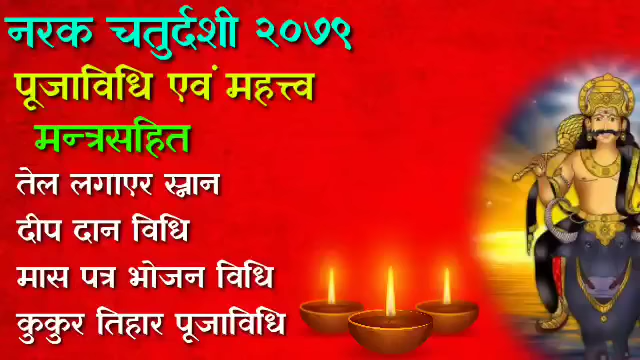 नरक चतुर्दशी २०७९
पूजाविधि एवं महत्त्व
मन्त्रसहित
तेल लगाएर स्नान
दीप दान विधि
मास पत्र भोजन विधि
कुकुर तिहार पूजाविधि